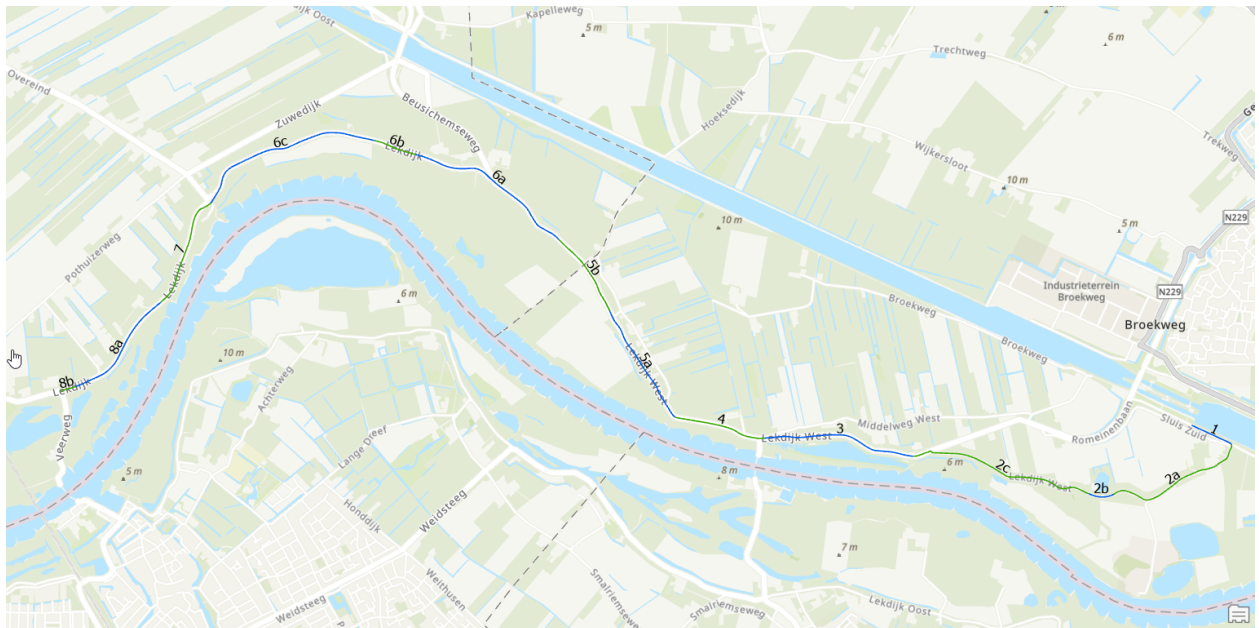 Kanaaldijk Oost
Kapelleweg
5 m
6 m
Trechtweg
Overeind
Beusichemseweg
Zuwedijk
Hoeksedijk
Trekweg
Wijkersloot
6c
6b
Lekdijk
6a
10 m
10 m
5 m
N229
7
Lekdijk
Pothuizerweg
5b
6 m
Industrieterrein
Broekweg
N229
Broekweg
Broekweg
Broekweg
8a
8b
Lekdijk
10 m
Achterweg
5a
Lekdijk West
4
3
Lekdijk West
Middelweg West
Romeinenbaan
Sluis Zuid
1
Veerweg
5 m
Lange Dreef
8 m
6 m
2c
Lekdijk West
2b
2a
Honddijk
Weidsteeg
7 m
Weithusen
Smalriemseweg
Weidsteeg
Smalriemseweg
Lekdijk Oost